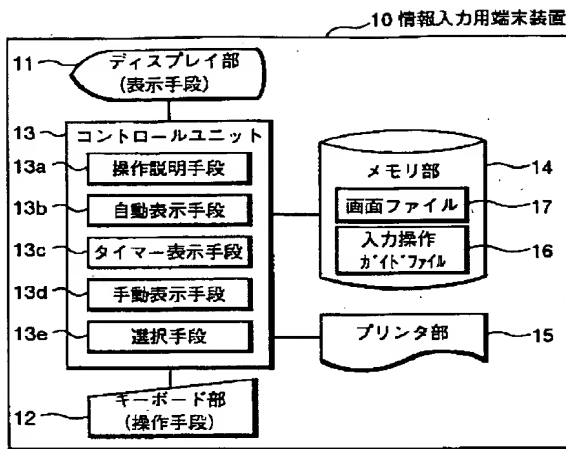 10 情報入力用端末装置
11
ディスプレイ部
(表示手段)
13
コントロールユニット
13a
操作説明手段
13b
自動表示手段
13c
タイマー表示手段
13d
手動表示手段
13e
選択手段
メモリ部
14
画面ファイル
17
入力操作
ガイドファイル
16
プリンタ部
15
キーボード部
(操作手段)
12